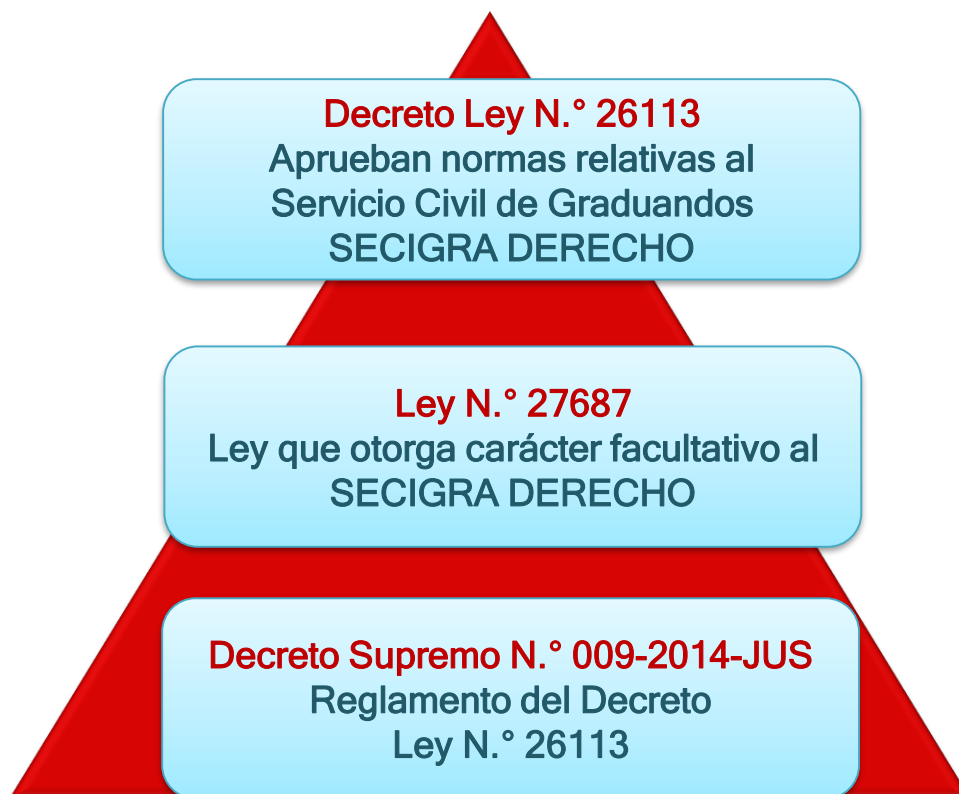 Decreto Ley N.° 26113
Aprueban normas relativas al
Servicio Civil de Graduandos
SECIGRA DERECHO
Ley N.° 27687
Ley que otorga carácter facultativo al
SECIGRA DERECHO
Decreto Supremo N.° 009-2014-JUS
Reglamento del Decreto
Ley N.° 26113